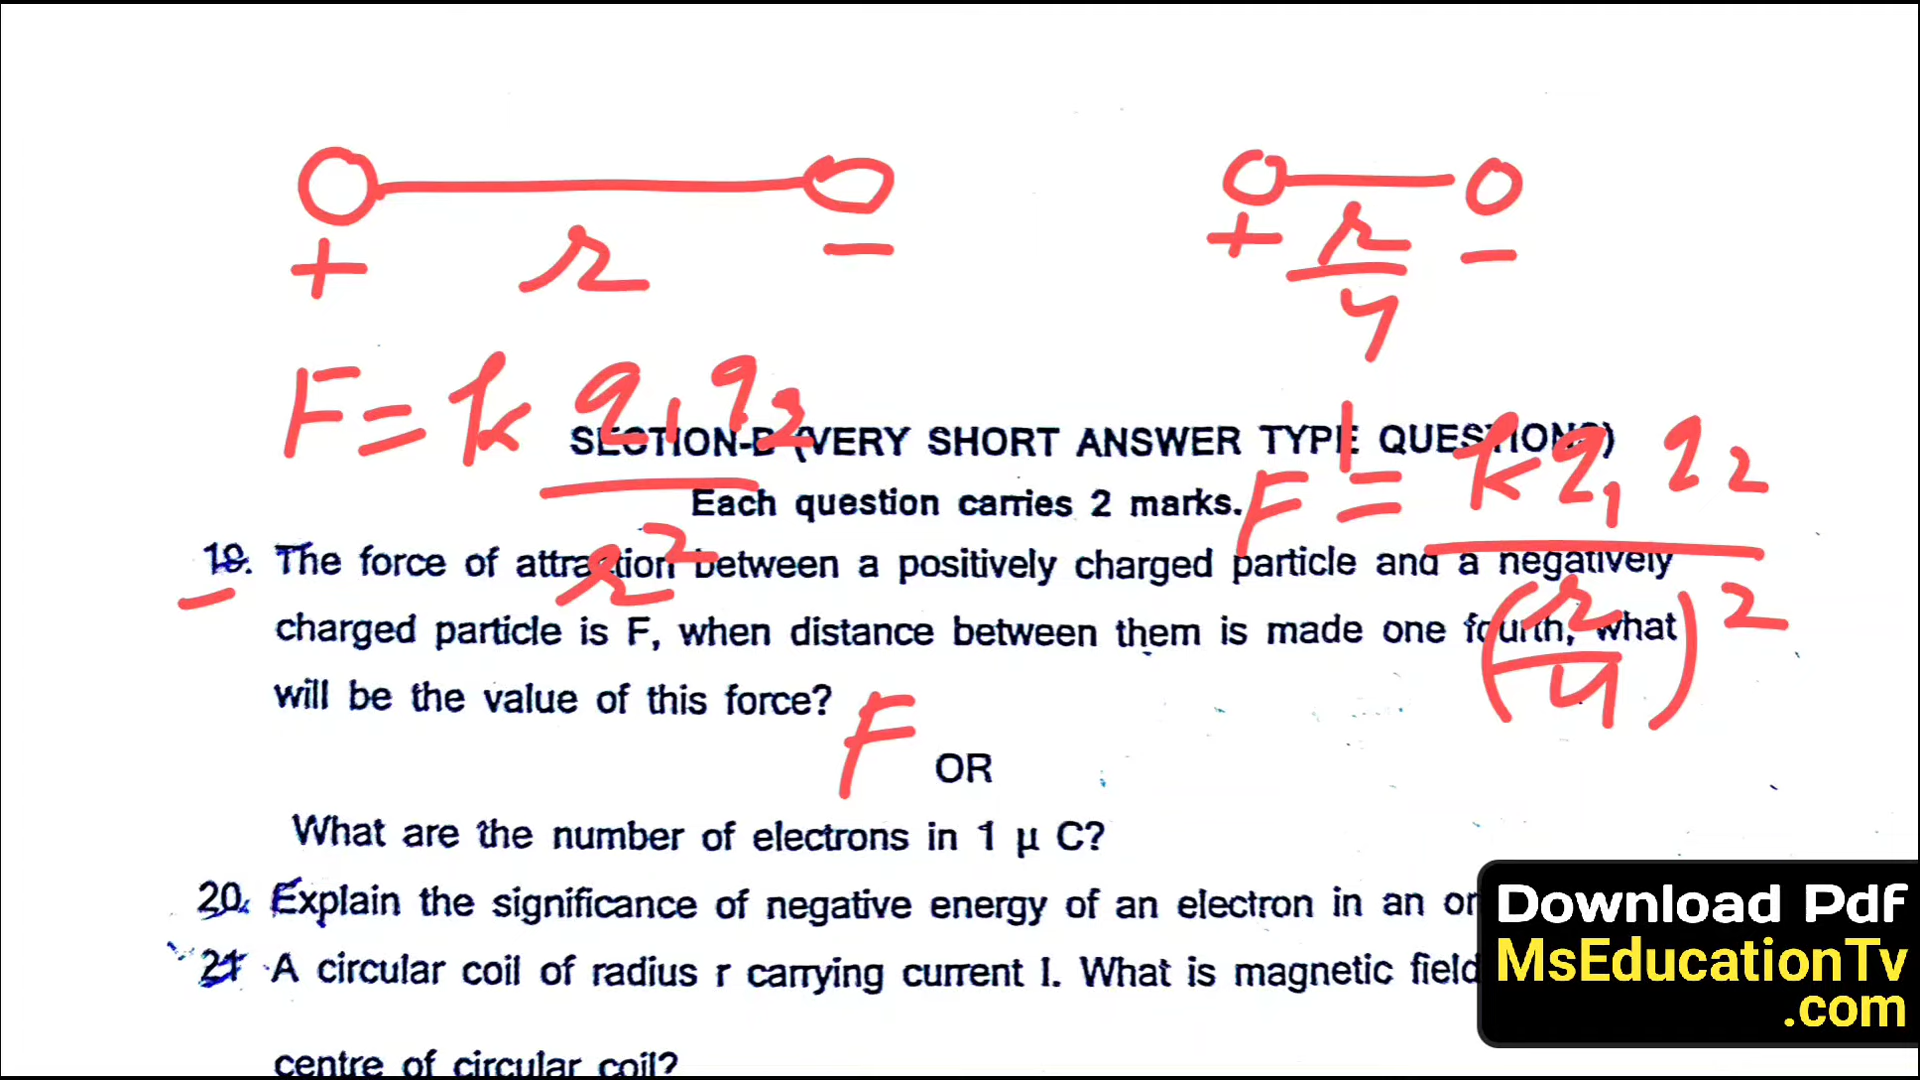 + r −
+ r/4 −
F = k q1 q2 / r²
F' = k q1 q2 / (r/4)²
SECTION-B (VERY SHORT ANSWER TYPE QUESTIONS)
Each question carries 2 marks.
19. The force of attraction between a positively charged particle and a negatively
charged particle is F, when distance between them is made one fourth, what
will be the value of this force?
F
OR
What are the number of electrons in 1 μ C?
20. Explain the significance of negative energy of an electron in an
21. A circular coil of radius r carrying current I. What is magnetic field
centre of circular coil?
Download Pdf
MsEducationTv
.com